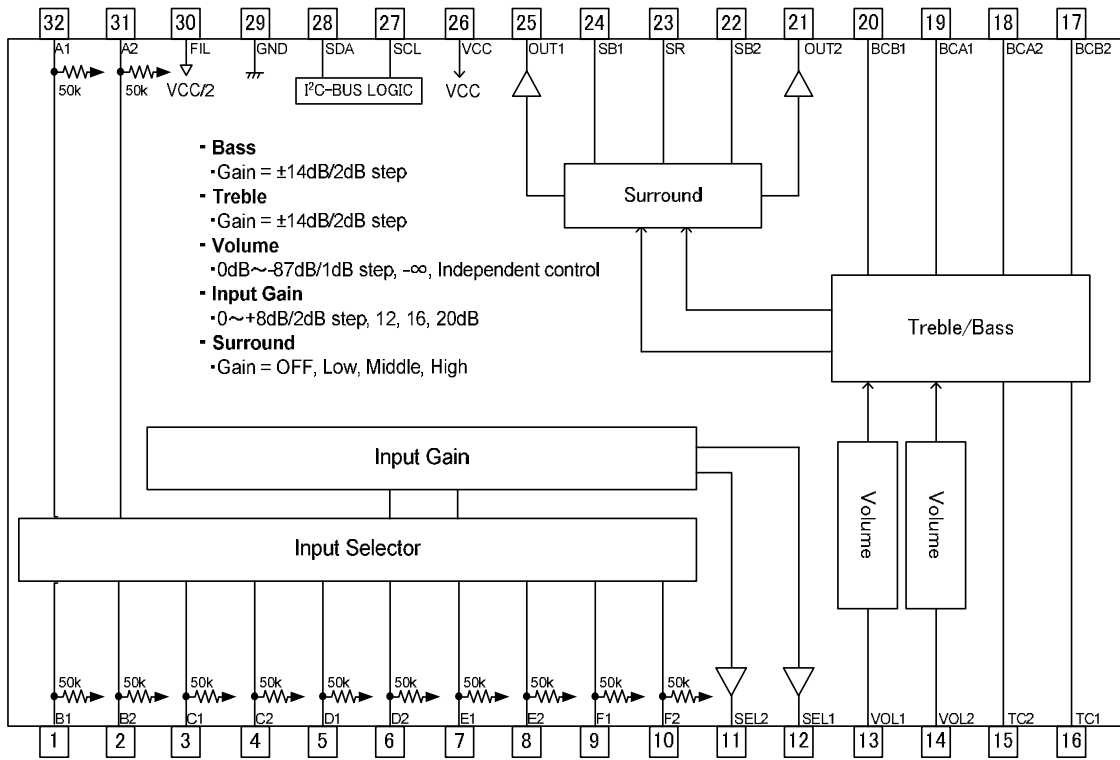 32 31 30 29 28 27 26 25 24 23 22 21 20 19 18 17
A1 A2 FIL GND SDA SCL VCC OUT1 SB1 SR SB2 OUT2 BCB1 BCA1 BCA2 BCB2
50k 50k VCC/2 I²C-BUS LOGIC VCC
- Bass
・Gain = ±14dB/2dB step
- Treble
・Gain = ±14dB/2dB step
- Volume
・0dB～-87dB/1dB step, -∞, Independent control
- Input Gain
・0～+8dB/2dB step, 12, 16, 20dB
- Surround
・Gain = OFF, Low, Middle, High
Surround
Treble/Bass
Input Gain
Volume
Volume
Input Selector
50k 50k 50k 50k 50k 50k 50k 50k 50k 50k
B1 B2 C1 C2 D1 D2 E1 E2 F1 F2 SEL2 SEL1 VOL1 VOL2 TC2 TC1
1 2 3 4 5 6 7 8 9 10 11 12 13 14 15 16